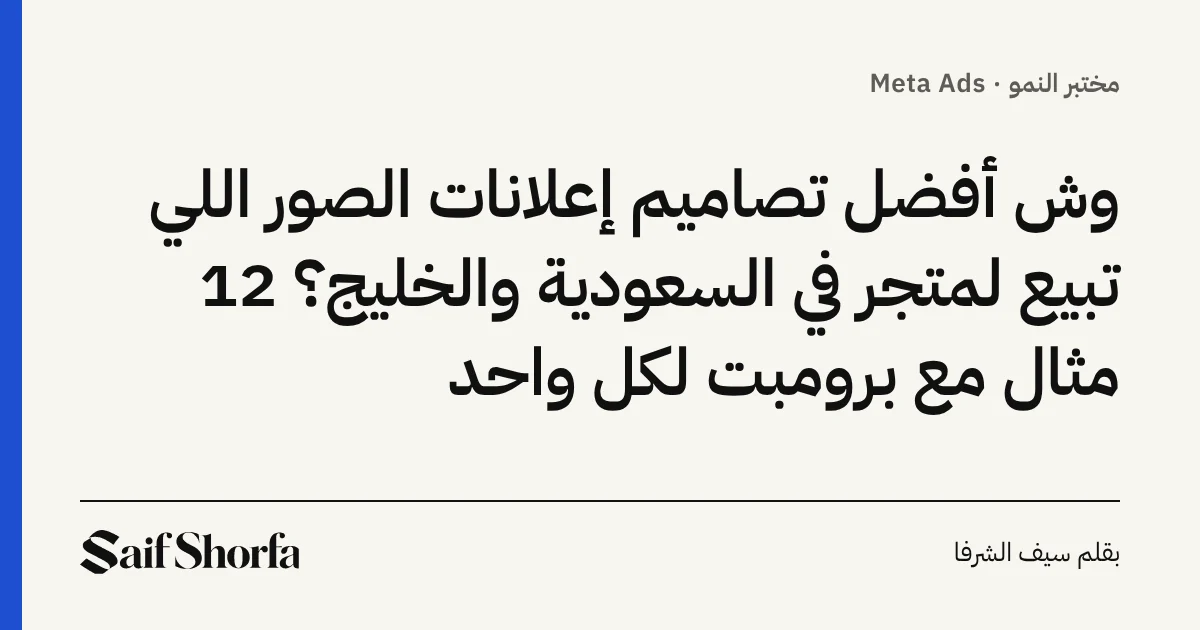 مختبر النمو · Meta Ads
وش أفضل تصاميم إعلانات الصور اللي
تبيع لمتجر في السعودية والخليج؟ 12
مثال مع برومبت لكل واحد
بقلم سيف الشرفا
Saif Shorfa